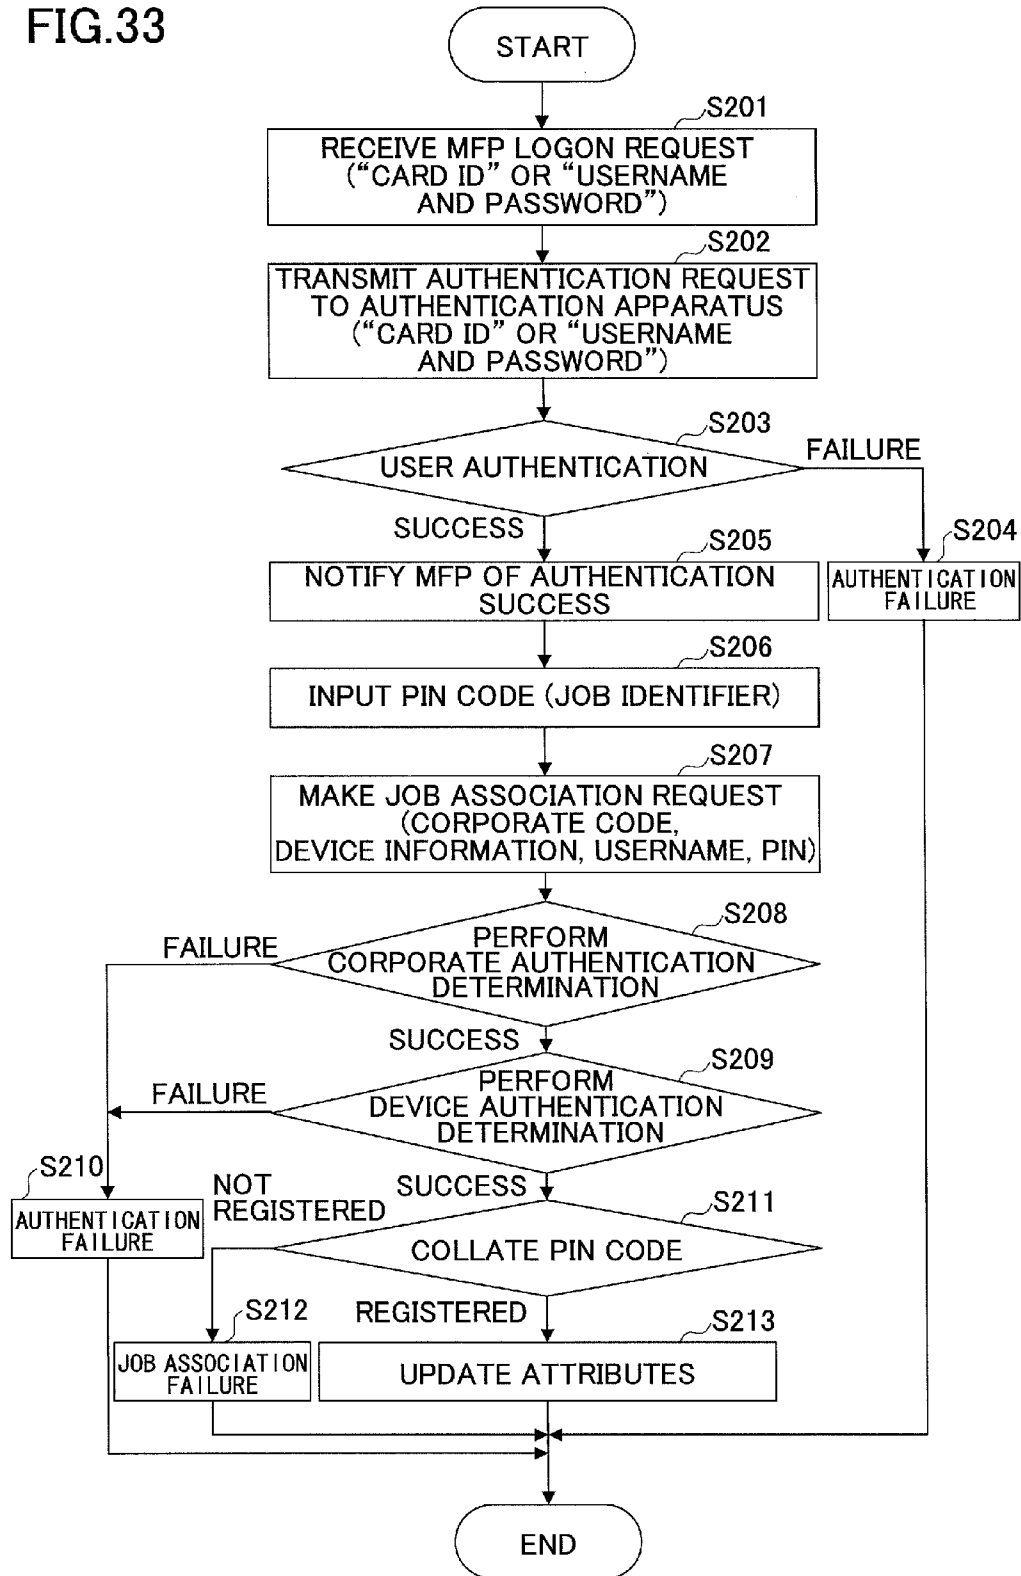 FIG.33
START
S201
RECEIVE MFP LOGON REQUEST
(“CARD ID” OR “USERNAME
AND PASSWORD”)
S202
TRANSMIT AUTHENTICATION REQUEST
TO AUTHENTICATION APPARATUS
(“CARD ID” OR “USERNAME
AND PASSWORD”)
S203
USER AUTHENTICATION
FAILURE
SUCCESS
S204
AUTHENTICATION
FAILURE
S205
NOTIFY MFP OF AUTHENTICATION
SUCCESS
S206
INPUT PIN CODE (JOB IDENTIFIER)
S207
MAKE JOB ASSOCIATION REQUEST
(CORPORATE CODE,
DEVICE INFORMATION, USERNAME, PIN)
S208
PERFORM
CORPORATE AUTHENTICATION
DETERMINATION
FAILURE
SUCCESS
S209
PERFORM
DEVICE AUTHENTICATION
DETERMINATION
FAILURE
SUCCESS
S210
AUTHENTICATION
FAILURE
NOT
REGISTERED
S211
COLLATE PIN CODE
REGISTERED
S212
JOB ASSOCIATION
FAILURE
S213
UPDATE ATTRIBUTES
END